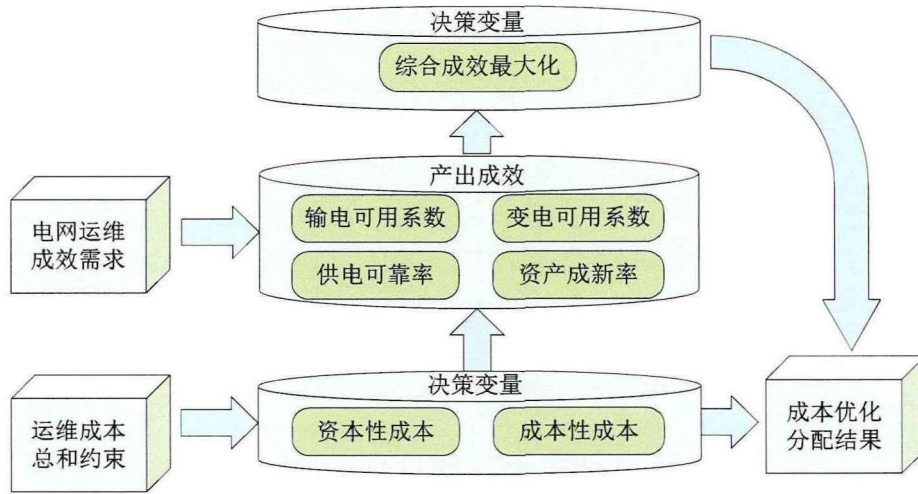 决策变量
综合成效最大化
产出成效
输电可用系数
变电可用系数
电网运维
成效需求
供电可靠率
资产成新率
决策变量
运维成本
总和约束
资本性成本
成本性成本
成本优化
分配结果